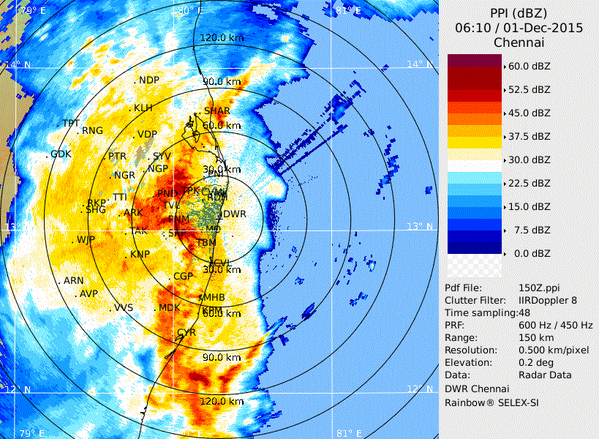 79° E
80° E
81° E
120.0 km
14° N
14° N
NDP
90.0 km
KLH
SHAR
TPT
RNG
VDP
60.0 km
GDK
PTR
SYV
NGP
NGR
30.0 km
PND
TTI
RKP
SHG
ARK
TVL
DWR
PNM
TAK
13° N
13° N
WJP
TBM
KNP
30.0 km
CGP
ARN
AVP
VVS
MDK
MHB
60.0 km
CYR
90.0 km
12° N
12° N
120.0 km
79° E
80° E
81° E
PPI (dBZ)
06:10 / 01-Dec-2015
Chennai
60.0 dBZ
52.5 dBZ
45.0 dBZ
37.5 dBZ
30.0 dBZ
22.5 dBZ
15.0 dBZ
7.5 dBZ
0.0 dBZ
Pdf File: 150Z.ppi
Clutter Filter: IIRDoppler 8
Time sampling:48
PRF: 600 Hz / 450 Hz
Range: 150 km
Resolution: 0.500 km/pixel
Elevation: 0.2 deg
Data: Radar Data
DWR Chennai
Rainbow® SELEX-SI